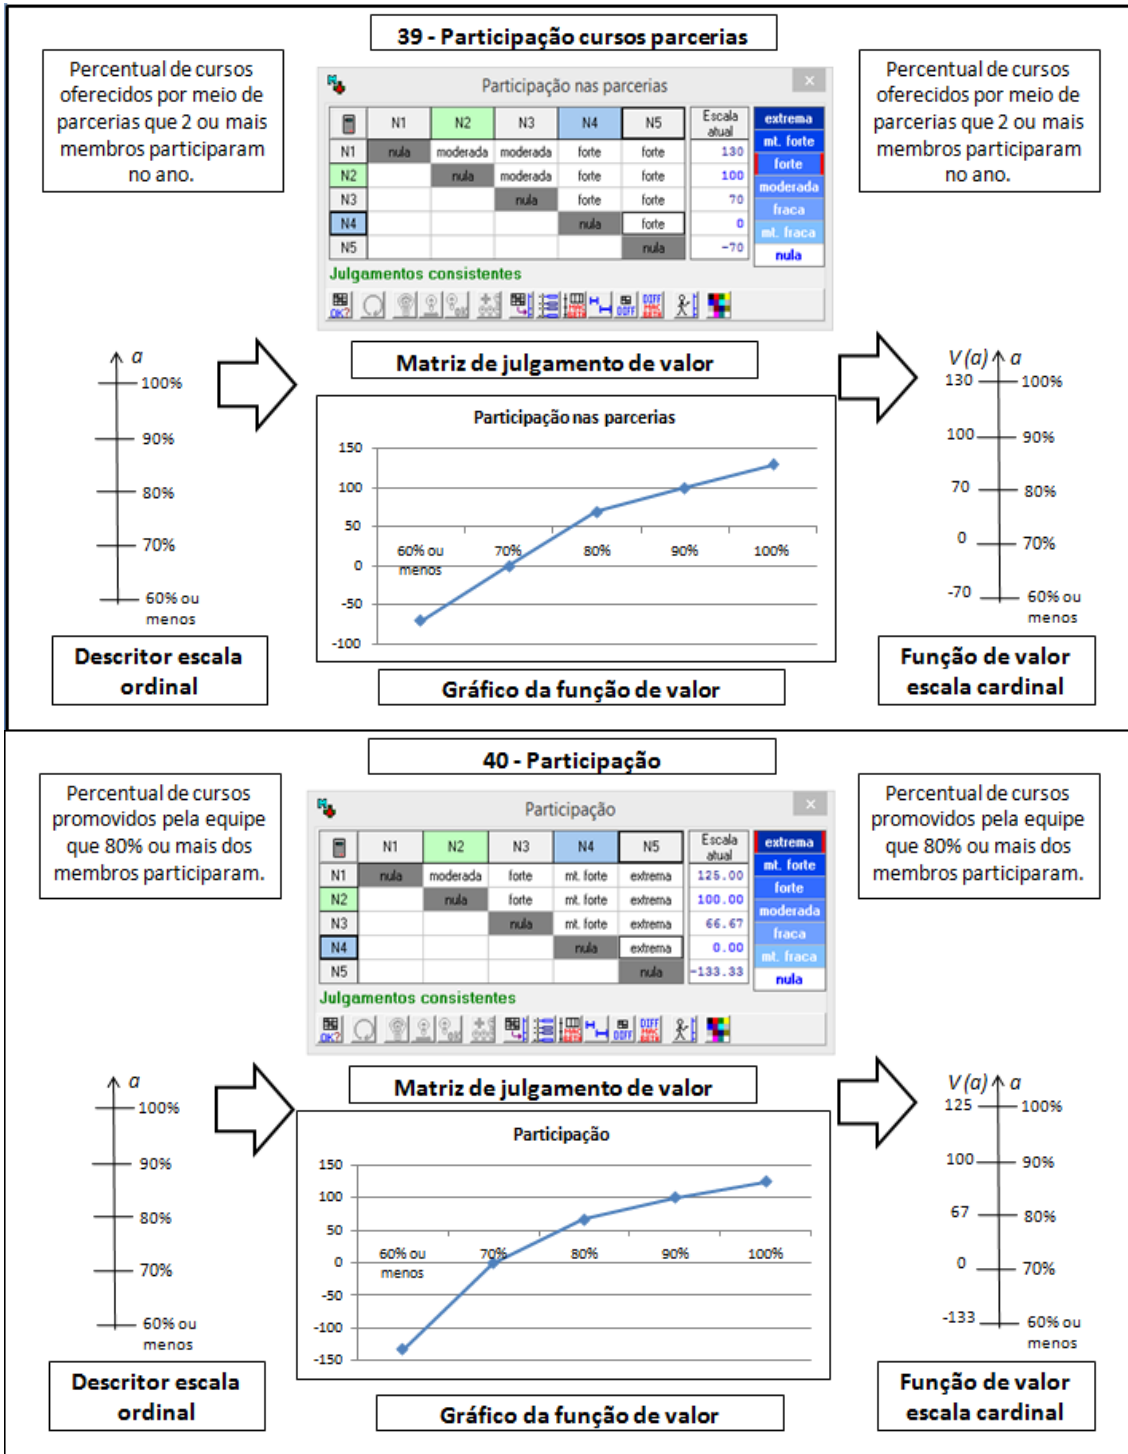 39 - Participação cursos parcerias
Percentual de cursos
oferecidos por meio de
parcerias que 2 ou mais
membros participaram
no ano.
Participação nas parcerias
N1 N2 N3 N4 N5 Escala atual
N1 nula moderada moderada forte forte 130
N2 nula moderada forte forte 100
N3 nula forte forte 70
N4 nula forte 0
N5 nula -70
Julgamentos consistentes
extrema
mt. forte
forte
moderada
fraca
mt. fraca
nula
Percentual de cursos
oferecidos por meio de
parcerias que 2 ou mais
membros participaram
no ano.
Matriz de julgamento de valor
a
100%
90%
80%
70%
60% ou
menos
Descritor escala
ordinal
Participação nas parcerias
150
100
50
0
-50
-100
60% ou
menos
70%
80%
90%
100%
Gráfico da função de valor
V(a) a
130 100%
100 90%
70 80%
0 70%
-70 60% ou
menos
Função de valor
escala cardinal
40 - Participação
Percentual de cursos
promovidos pela equipe
que 80% ou mais dos
membros participaram.
Participação
N1 N2 N3 N4 N5 Escala atual
N1 nula moderada forte mt. forte extrema 125.00
N2 nula forte mt. forte extrema 100.00
N3 nula mt. forte extrema 66.67
N4 nula extrema 0.00
N5 nula -133.33
Julgamentos consistentes
extrema
mt. forte
forte
moderada
fraca
mt. fraca
nula
Percentual de cursos
promovidos pela equipe
que 80% ou mais dos
membros participaram.
Matriz de julgamento de valor
a
100%
90%
80%
70%
60% ou
menos
Descritor escala
ordinal
Participação
150
100
50
0
-50
-100
-150
60% ou
menos
70%
80%
90%
100%
Gráfico da função de valor
V(a) a
125 100%
100 90%
67 80%
0 70%
-133 60% ou
menos
Função de valor
escala cardinal